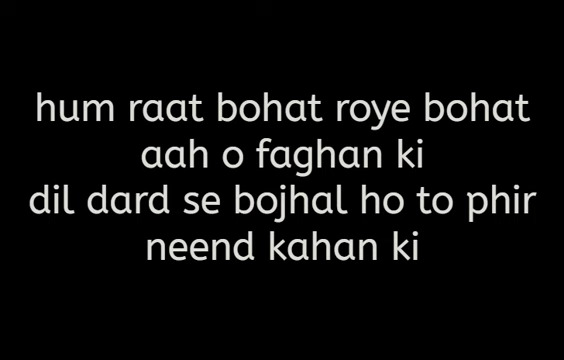 hum raat bohat roye bohat
aah o faghan ki
dil dard se bojhal ho to phir
neend kahan ki